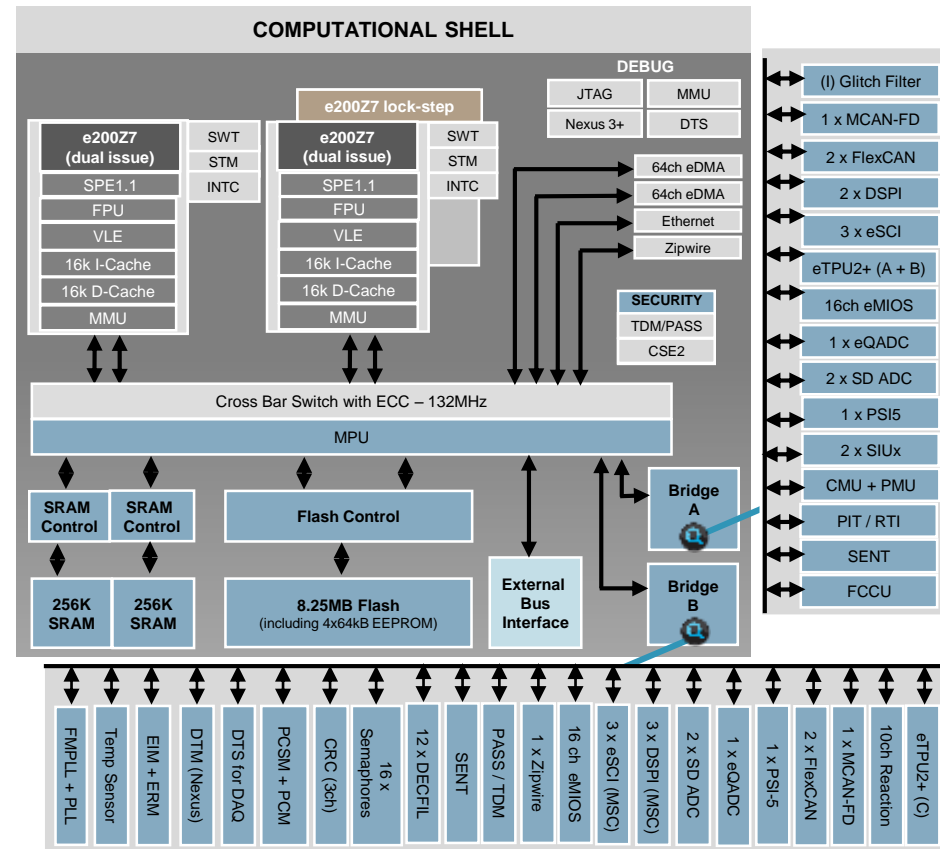 COMPUTATIONAL SHELL
DEBUG
JTAG
MMU
Nexus 3+
DTS
e200Z7
(dual issue)
SPE1.1
FPU
VLE
16k I-Cache
16k D-Cache
MMU
SWT
STM
INTC
e200Z7 lock-step
e200Z7
(dual issue)
SPE1.1
FPU
VLE
16k I-Cache
16k D-Cache
MMU
SWT
STM
INTC
64ch eDMA
64ch eDMA
Ethernet
Zipwire
SECURITY
TDM/PASS
CSE2
Cross Bar Switch with ECC – 132MHz
MPU
SRAM
Control
SRAM
Control
Flash Control
256K
SRAM
256K
SRAM
8.25MB Flash
(including 4x64kB EEPROM)
External
Bus
Interface
Bridge
A
Bridge
B
(I) Glitch Filter
1 x MCAN-FD
2 x FlexCAN
2 x DSPI
3 x eSCI
eTPU2+ (A + B)
16ch eMIOS
1 x eQADC
2 x SD ADC
1 x PSI5
2 x SIUx
CMU + PMU
PIT / RTI
SENT
FCCU
FMPLL + PLL
Temp Sensor
EIM + ERM
DTM (Nexus)
DTS for DAQ
PCSM + PCM
CRC (3ch)
16 x
Semaphores
12 x DECFIL
SENT
PASS / TDM
1 x Zipwire
16 ch eMIOS
3 x eSCI (MSC)
3 x DSPI (MSC)
2 x SD ADC
1 x eQADC
1 x PSI-5
2 x FlexCAN
1 x MCAN-FD
10ch Reaction
eTPU2+ (C)